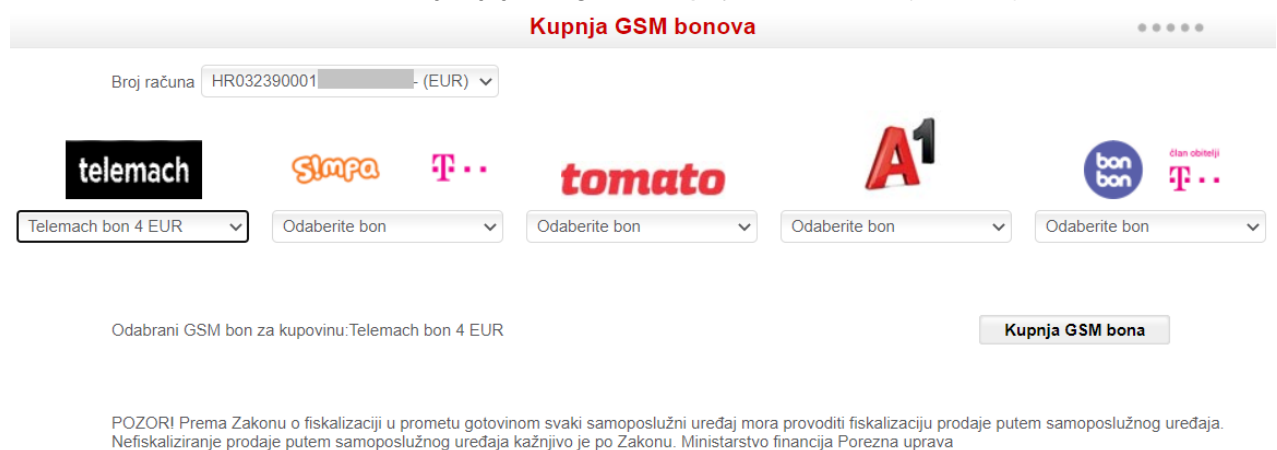 Kupnja GSM bonova
Broj računa HR032390001 - (EUR)
telemach
sımpa T··
tomato
A1
bon bon
član obitelji
T··
Telemach bon 4 EUR
Odaberite bon
Odaberite bon
Odaberite bon
Odaberite bon
Odabrani GSM bon za kupovinu:Telemach bon 4 EUR
Kupnja GSM bona
POZOR! Prema Zakonu o fiskalizaciji u prometu gotovinom svaki samoposlužni uređaj mora provoditi fiskalizaciju prodaje putem samoposlužnog uređaja.
Nefiskaliziranje prodaje putem samoposlužnog uređaja kažnjivo je po Zakonu. Ministarstvo financija Porezna uprava